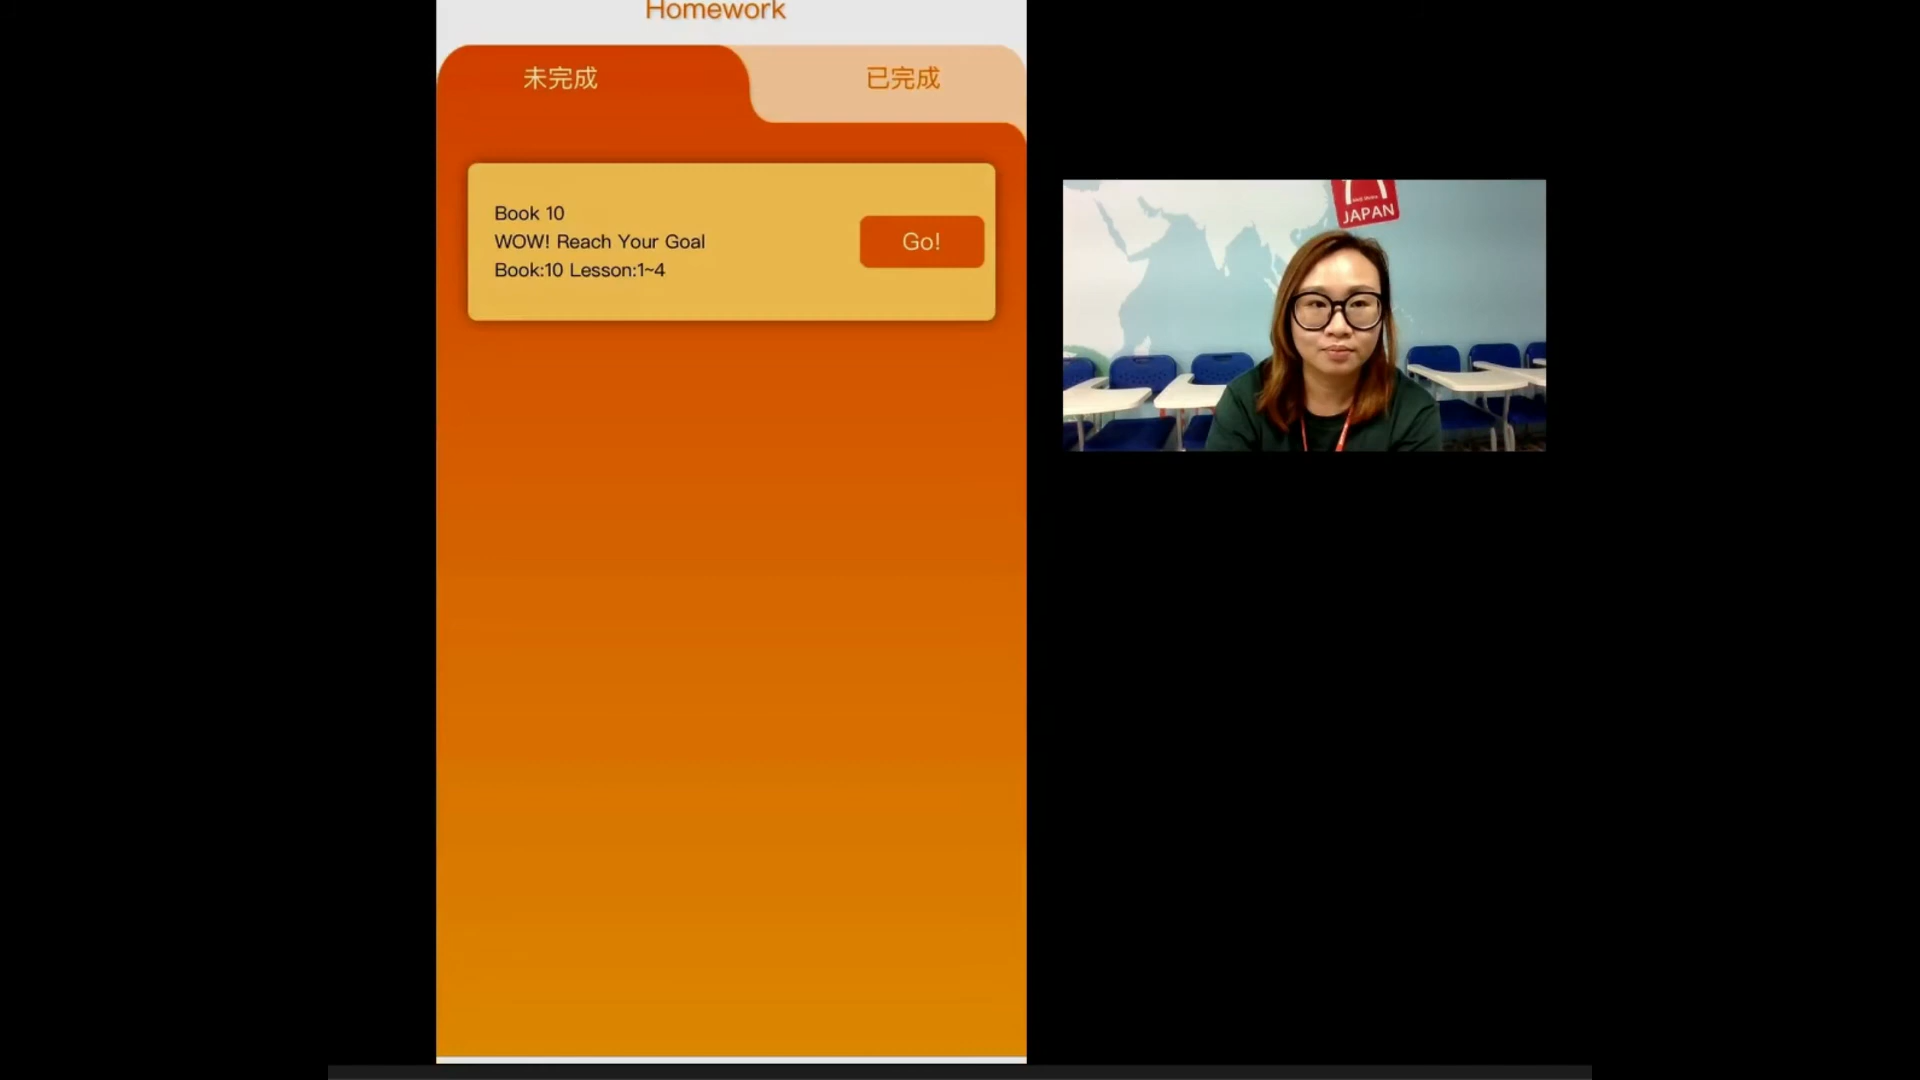 Homework
未完成
已完成
Book 10
WOW! Reach Your Goal
Book:10 Lesson:1~4
Go!
JAPAN